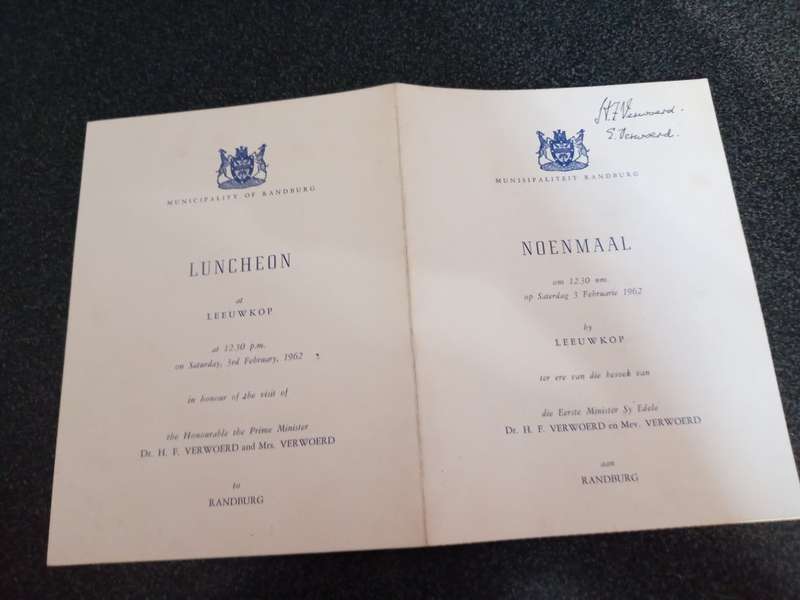 MUNICIPALITY OF RANDBURG
LUNCHEON
at
LEEUWKOP
at 12.30 p.m.
on Saturday, 3rd February, 1962
in honour of the visit of
the Honourable the Prime Minister
Dr. H. F. VERWOERD and Mrs. VERWOERD
to
RANDBURG
H. F. Verwoerd.
E. Verwoerd.
MUNISIPALITEIT RANDBURG
NOENMAAL
om 12.30 nm.
op Saterdag 3 Februarie 1962
by
LEEUWKOP
ter ere van die besoek van
die Eerste Minister Sy Edele
Dr. H. F. VERWOERD en Mev. VERWOERD
aan
RANDBURG